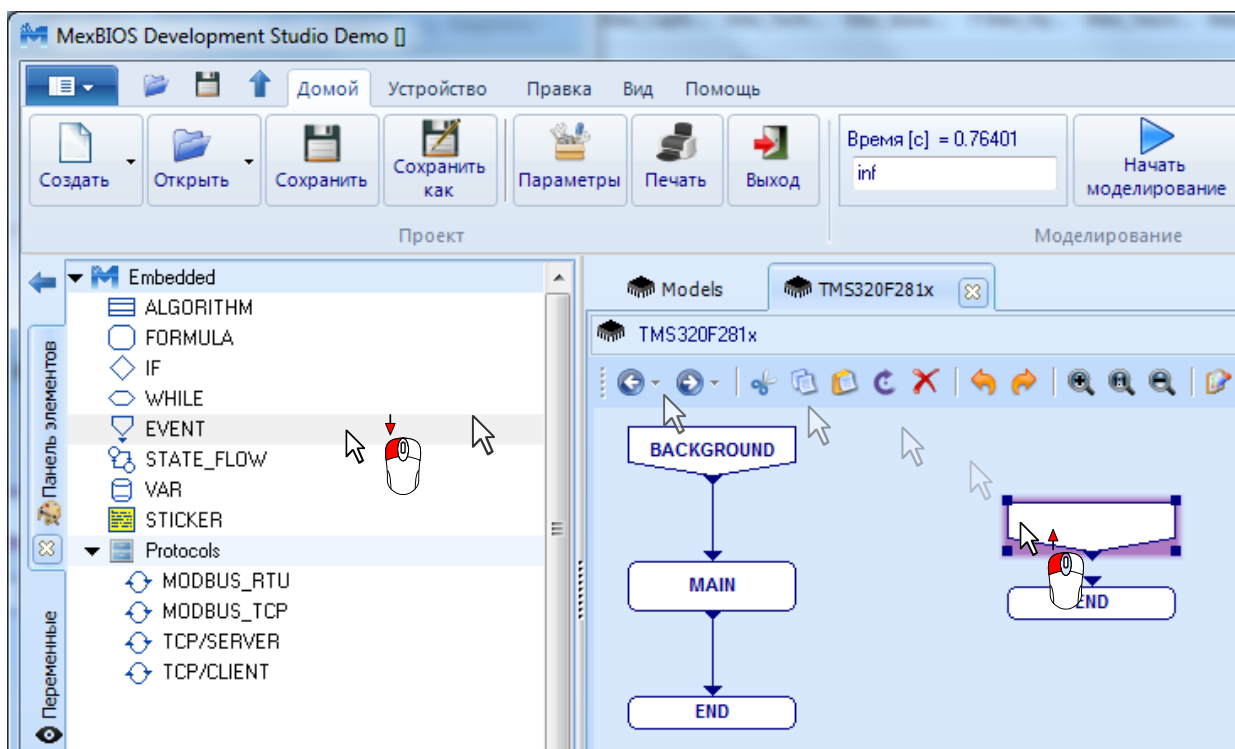 MexBIOS Development Studio Demo []
Домой
Устройство
Правка
Вид
Помощь
Создать
Открыть
Сохранить
Сохранить
как
Параметры
Печать
Выход
Время [c] = 0.76401
inf
Начать
моделирование
Проект
Моделирование
Панель элементов
Переменные
Embedded
ALGORITHM
FORMULA
IF
WHILE
EVENT
STATE_FLOW
VAR
STICKER
Protocols
MODBUS_RTU
MODBUS_TCP
TCP/SERVER
TCP/CLIENT
Models
TMS320F281x
TMS320F281x
BACKGROUND
MAIN
END
END